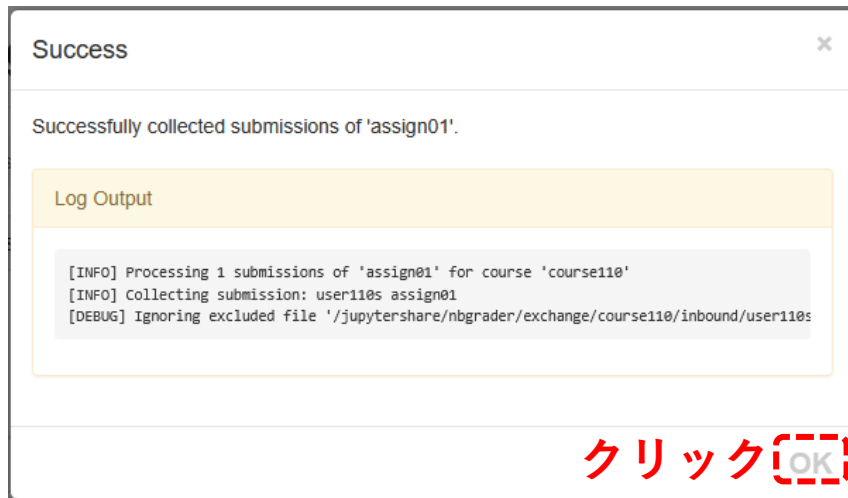 Success ×
Successfully collected submissions of 'assign01'.
Log Output
[INFO] Processing 1 submissions of 'assign01' for course 'course110'
[INFO] Collecting submission: user110s assign01
[DEBUG] Ignoring excluded file '/jupytershare/nbgrader/exchange/course110/inbound/user110s
クリック OK